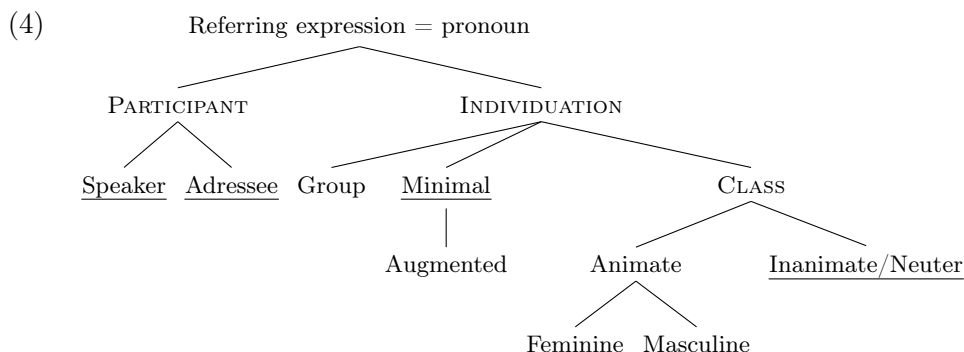 (4) Referring expression = pronoun
PARTICIPANT INDIVIDUATION
Speaker Adressee Group Minimal CLASS
Augmented Animate Inanimate/Neuter
Feminine Masculine